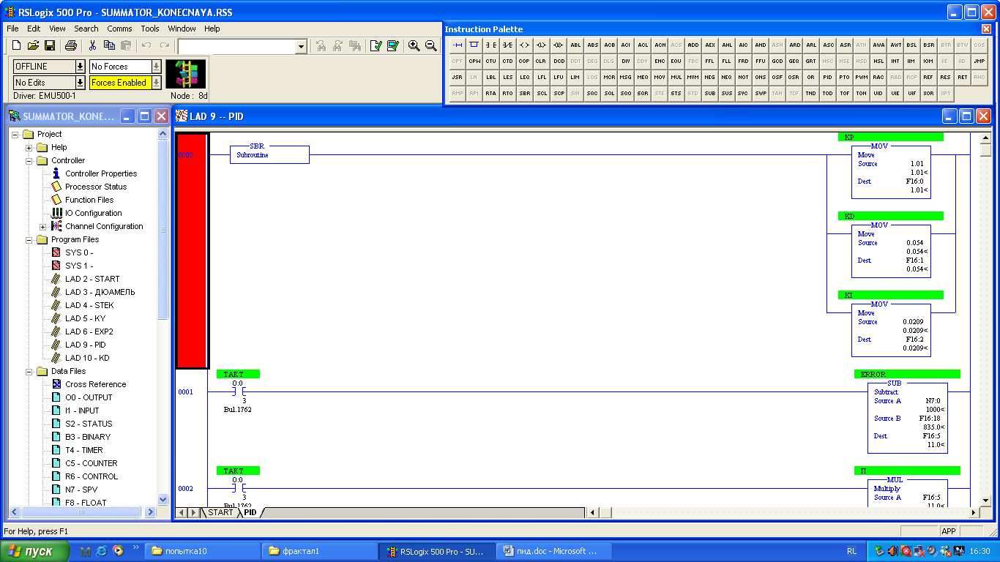 RSLogix 500 Pro - SUMMATOR_KONECNAYA.RSS
File Edit View Search Comms Tools Window Help
Instruction Palette
ABL ABS ACB ACI ACL ACN ACS ADD AEX AHL AIC AND ASN ARD ARL ASC ASR ATN AWA AWT BSL BSR BTR BTW COS
CPT CPW CTU CTD COP CLR DCD DDT DEG DLG DIV DDV ENC EQU FBC FFL FLL FRD FFU GCD GEQ GRT HSC HSE HSD INT IIM IOM IIE IID JMP
JSR LN LBL LES LEQ LFL LFU LIM LOG MCR MSG MEQ MOV MUL MVM NEG NEQ NOT ONS OSF OSR OR PID PTO PWM RAC RAD RCP REF RES RET RHC
RMP RPI RTA RTO SBR SCL SCP SIN SQC SQL SQO SQR STE STS STD SUB SUS SVC SWP TAN TDF TND TOD TOF TON UID UIE UIF XOR XPY
OFFLINE No Forces
No Edits Forces Enabled
Driver: EMU500-1 Node : 8d
SUMMATOR_KONE...
Project
Help
Controller
Controller Properties
Processor Status
Function Files
IO Configuration
Channel Configuration
Program Files
SYS 0 -
SYS 1 -
LAD 2 - START
LAD 3 - ДЮАМЕЛЬ
LAD 4 - STEK
LAD 5 - KY
LAD 6 - EXP2
LAD 9 - PID
LAD 10 - KD
Data Files
Cross Reference
O0 - OUTPUT
I1 - INPUT
S2 - STATUS
B3 - BINARY
T4 - TIMER
C5 - COUNTER
R6 - CONTROL
N7 - SPV
F8 - FLOAT
LAD 9 -- PID
0000
SBR
Subroutine
KP
MOV
Move
Source 1.01
1.01<
Dest F16:0
1.01<
KD
MOV
Move
Source 0.054
0.054<
Dest F16:1
0.054<
KI
MOV
Move
Source 0.0209
0.0209<
Dest F16:2
0.0209<
0001
TAKT
O:0
3
Bul.1762
ERROR
SUB
Subtract
Source A N7:0
1000<
Source B F16:18
835.0<
Dest F16:5
11.0<
0002
TAKT
O:0
3
Bul.1762
П
MUL
Multiply
Source A F16:5
11.0<
START PID
For Help, press F1
APP
пуск
попытка10
фрактал1
RSLogix 500 Pro - SU...
пид.doc - Microsoft ...
RL
16:30